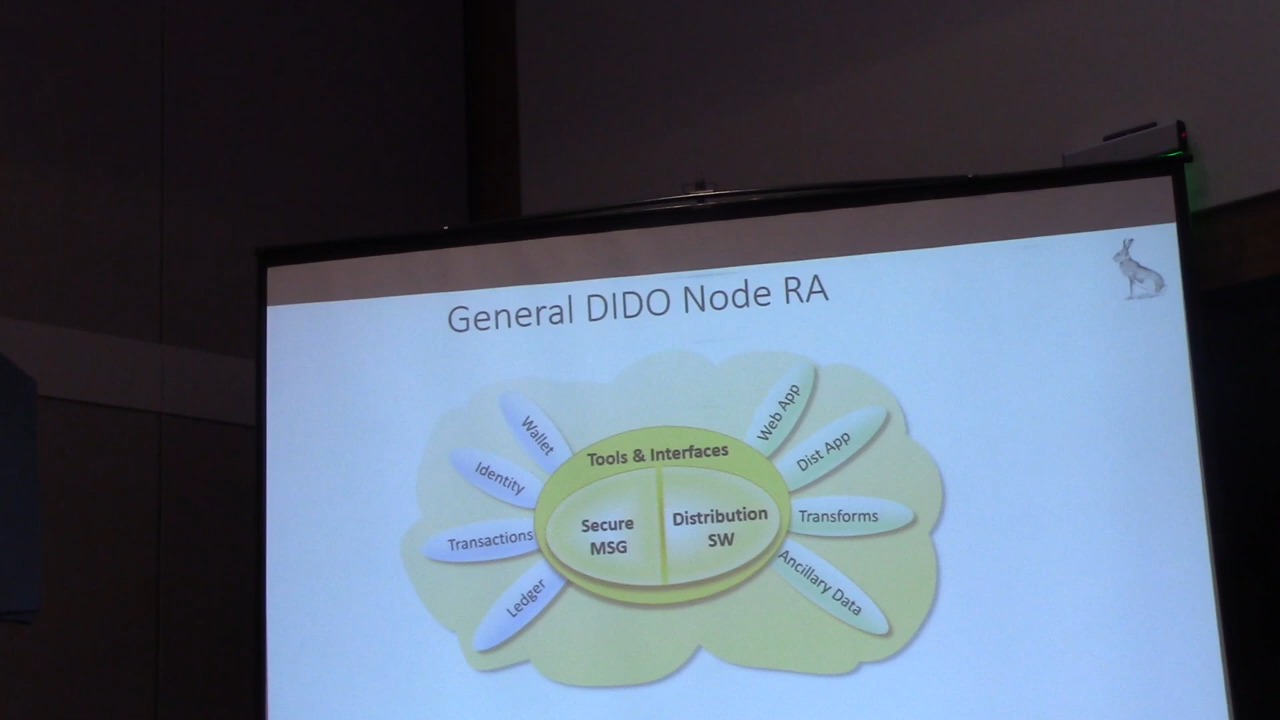 General DIDO Node RA
Wallet
Identity
Transactions
Ledger
Tools & Interfaces
Secure
MSG
Distribution
SW
Web App
Dist App
Transforms
Ancillary Data